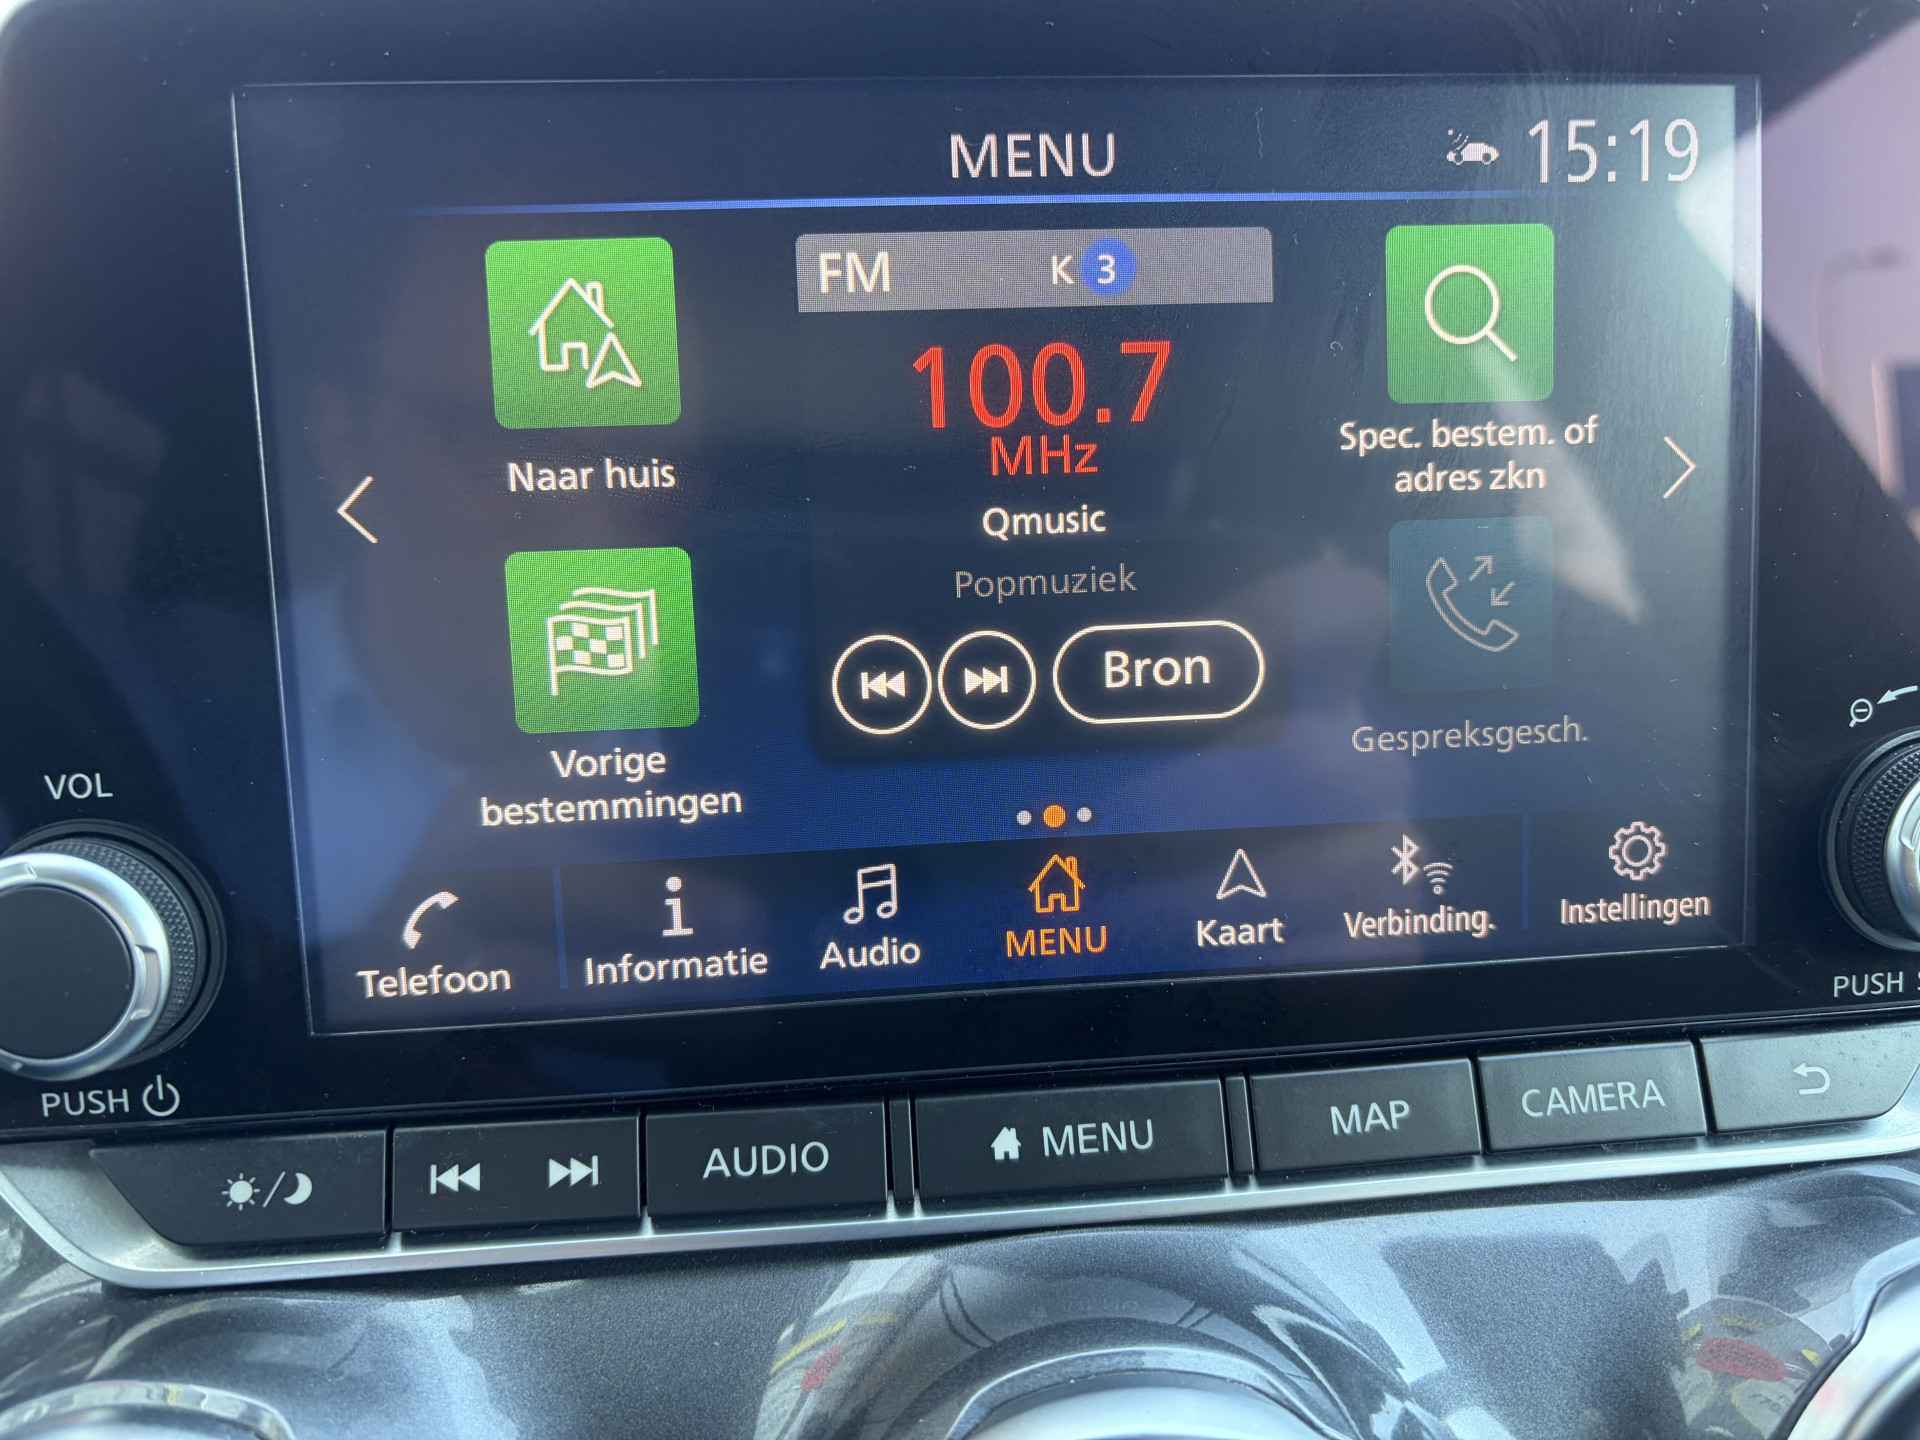 MENU
15:19
FM K 3
100.7
MHz
Qmusic
Popmuziek
Bron
Naar huis
Vorige
bestemmingen
Spec. bestem. of
adres zkn
Gespreksgesch.
Telefoon
Informatie
Audio
MENU
Kaart
Verbinding.
Instellingen
VOL
PUSH
PUSH
AUDIO
MENU
MAP
CAMERA